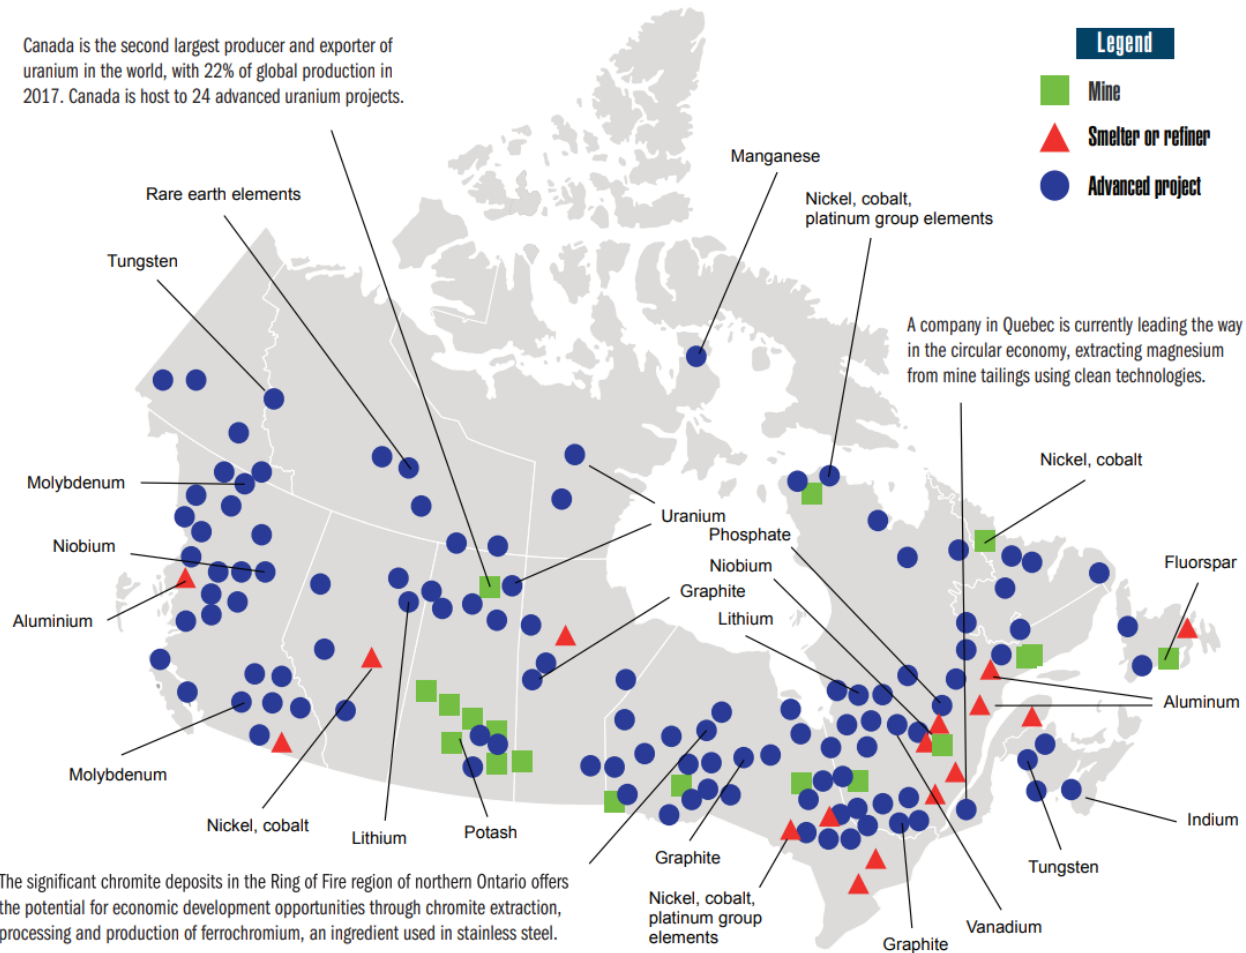 Canada is the second largest producer and exporter of
uranium in the world, with 22% of global production in
2017. Canada is host to 24 advanced uranium projects.
Legend
Mine
Smelter or refiner
Advanced project
Manganese
Rare earth elements
Nickel, cobalt,
platinum group elements
Tungsten
A company in Quebec is currently leading the way
in the circular economy, extracting magnesium
from mine tailings using clean technologies.
Nickel, cobalt
Molybdenum
Uranium
Phosphate
Niobium
Niobium
Fluorspar
Graphite
Lithium
Aluminium
Aluminum
Molybdenum
Nickel, cobalt
Lithium
Potash
Indium
Graphite
Tungsten
The significant chromite deposits in the Ring of Fire region of northern Ontario offers
the potential for economic development opportunities through chromite extraction,
processing and production of ferrochromium, an ingredient used in stainless steel.
Nickel, cobalt,
platinum group
elements
Vanadium
Graphite